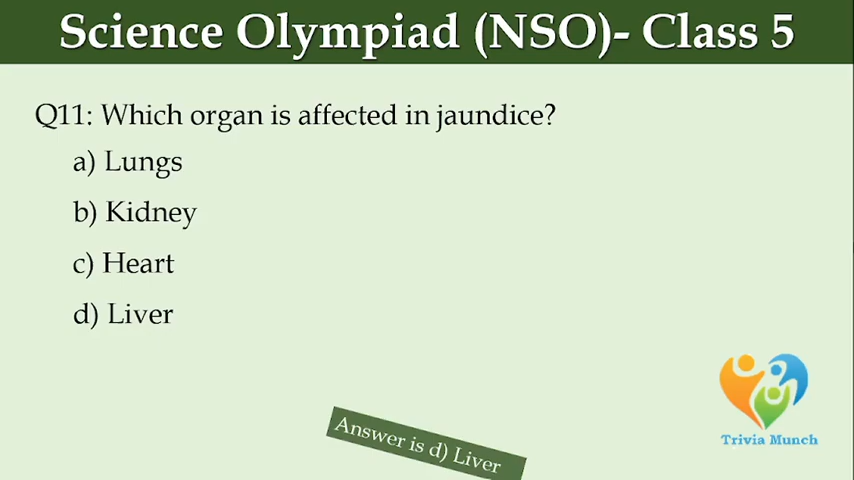 Science Olympiad (NSO)- Class 5
Q11: Which organ is affected in jaundice?
a) Lungs
b) Kidney
c) Heart
d) Liver
Answer is d) Liver
Trivia Munch